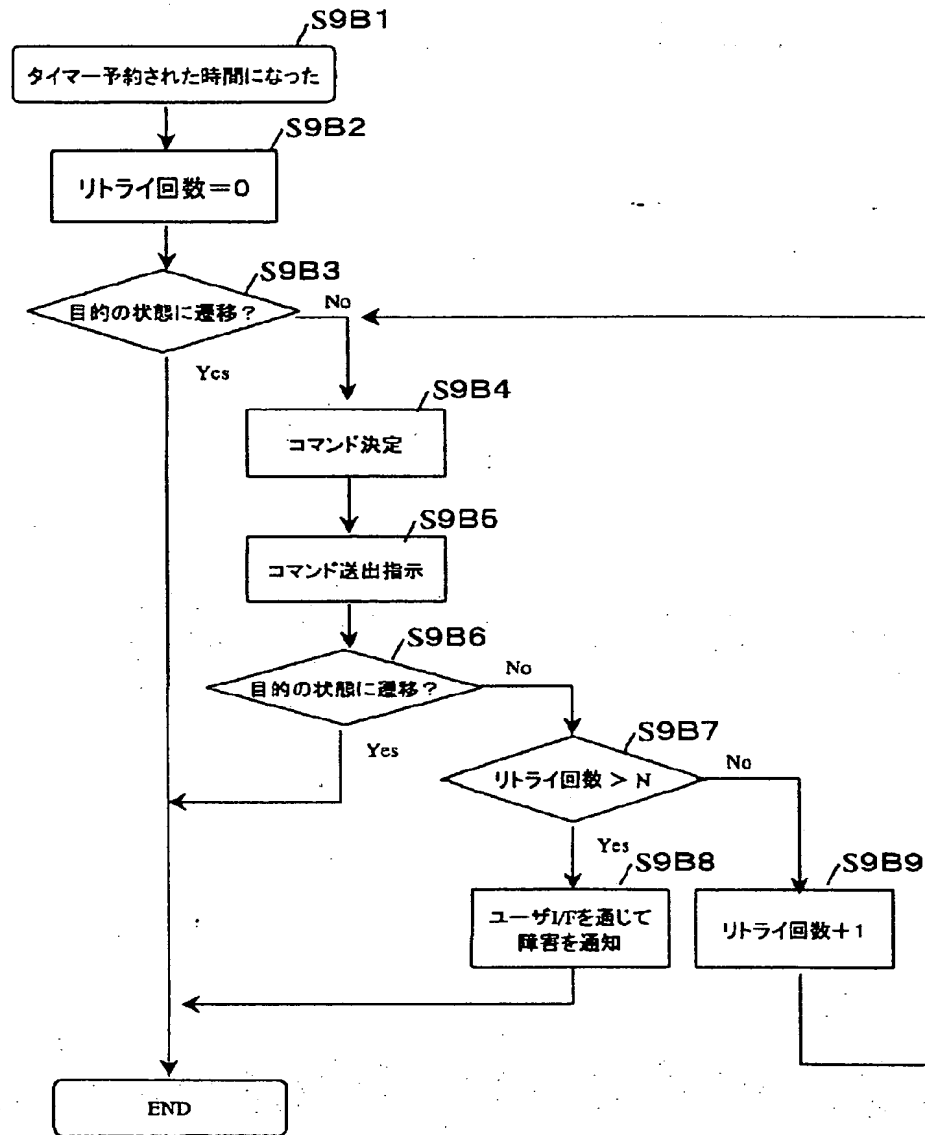 S9B1
タイマー予約された時間になった
S9B2
リトライ回数=0
S9B3
目的の状態に遷移?
No
Yes
S9B4
コマンド決定
S9B5
コマンド送出指示
S9B6
目的の状態に遷移?
No
Yes
S9B7
リトライ回数 > N
No
Yes
S9B8
ユーザI/Fを通じて
障害を通知
S9B9
リトライ回数+1
END